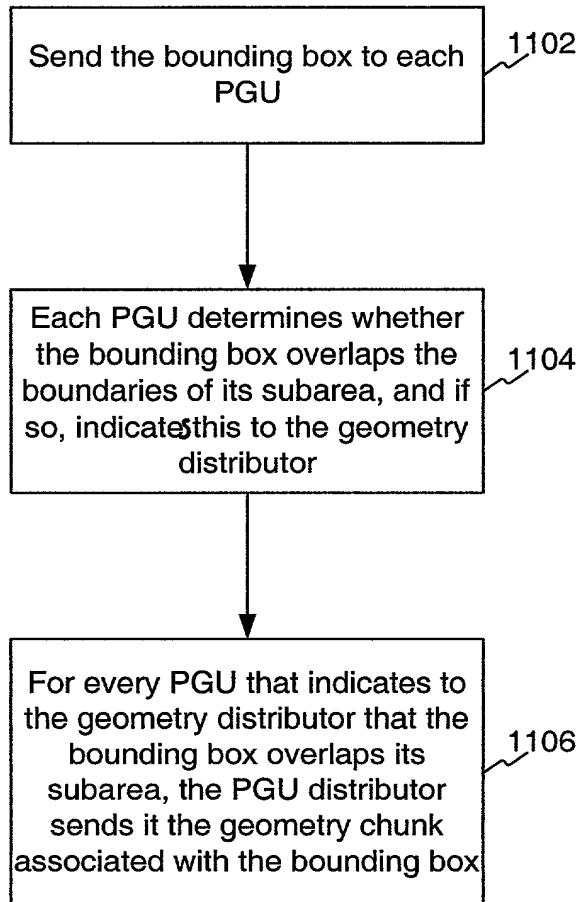 Send the bounding box to each
PGU
1102
Each PGU determines whether
the bounding box overlaps the
boundaries of its subarea, and if
so, indicates this to the geometry
distributor
1104
For every PGU that indicates to
the geometry distributor that the
bounding box overlaps its
subarea, the PGU distributor
sends it the geometry chunk
associated with the bounding box
1106